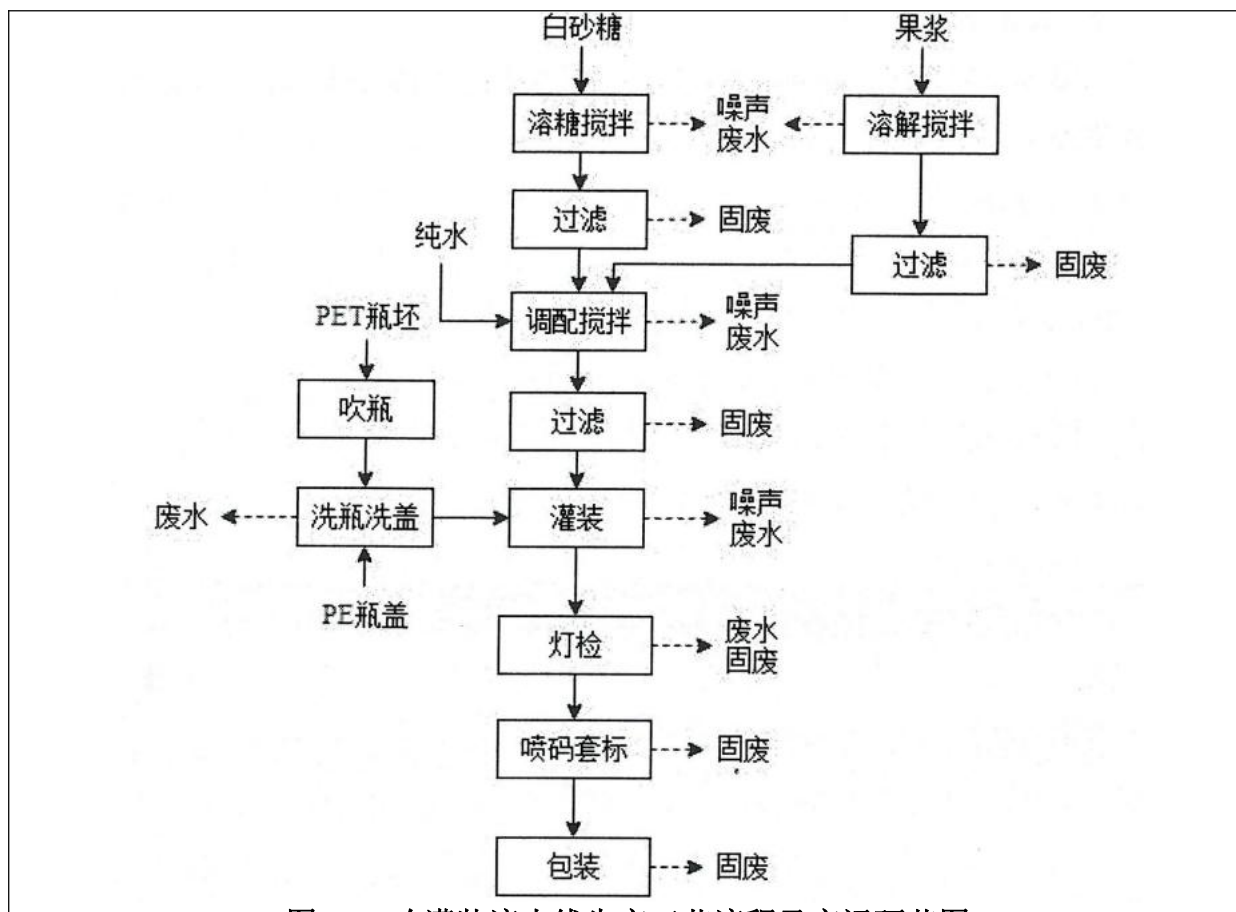 白砂糖
果浆
溶糖搅拌
噪声
废水
溶解搅拌
过滤
固废
纯水
过滤
固废
PET瓶坯
调配搅拌
噪声
废水
吹瓶
过滤
固废
废水
洗瓶洗盖
灌装
噪声
废水
PE瓶盖
灯检
废水
固废
喷码套标
固废
包装
固废